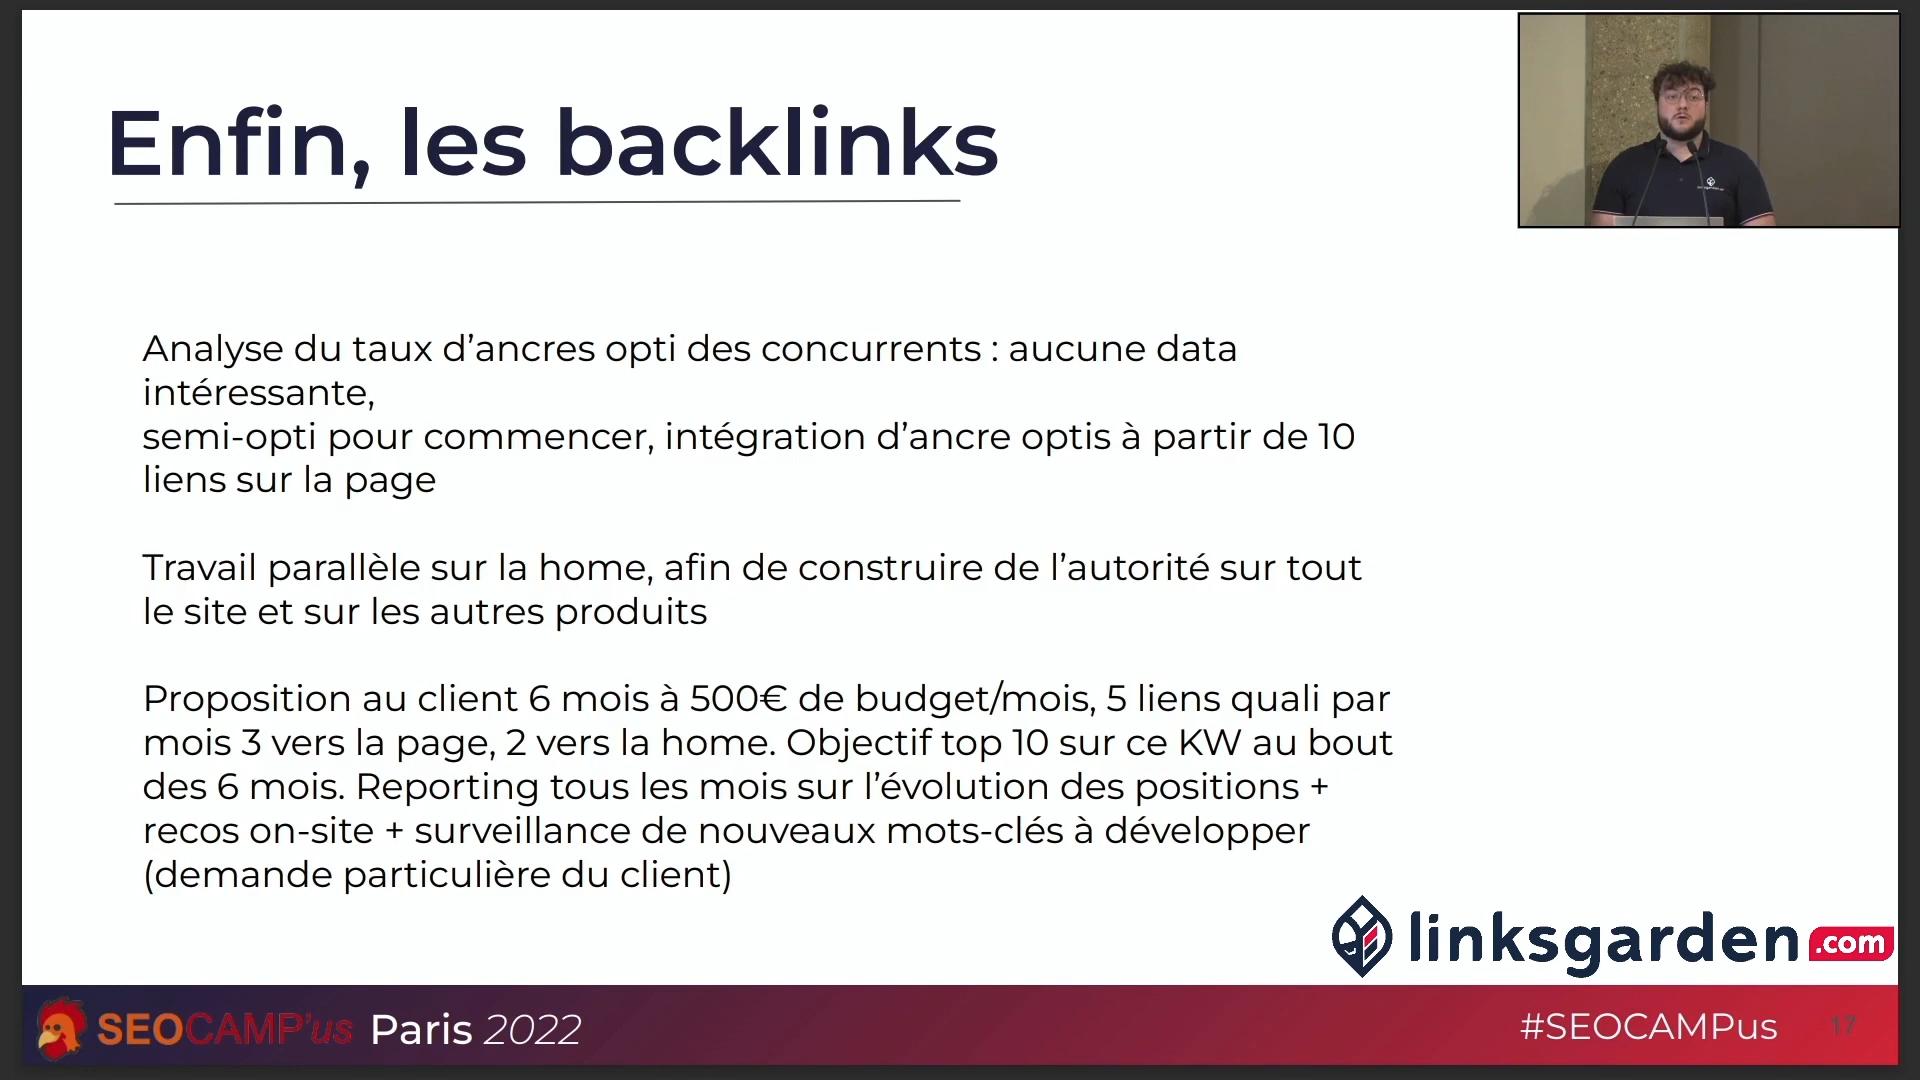 Enfin, les backlinks
Analyse du taux d’ancres opti des concurrents : aucune data
intéressante,
semi-opti pour commencer, intégration d’ancre optis à partir de 10
liens sur la page
Travail parallèle sur la home, afin de construire de l’autorité sur tout
le site et sur les autres produits
Proposition au client 6 mois à 500€ de budget/mois, 5 liens quali par
mois 3 vers la page, 2 vers la home. Objectif top 10 sur ce KW au bout
des 6 mois. Reporting tous les mois sur l’évolution des positions +
recos on-site + surveillance de nouveaux mots-clés à développer
(demande particulière du client)
linksgarden.com
SEOCAMP'us Paris 2022
#SEOCAMPus 17